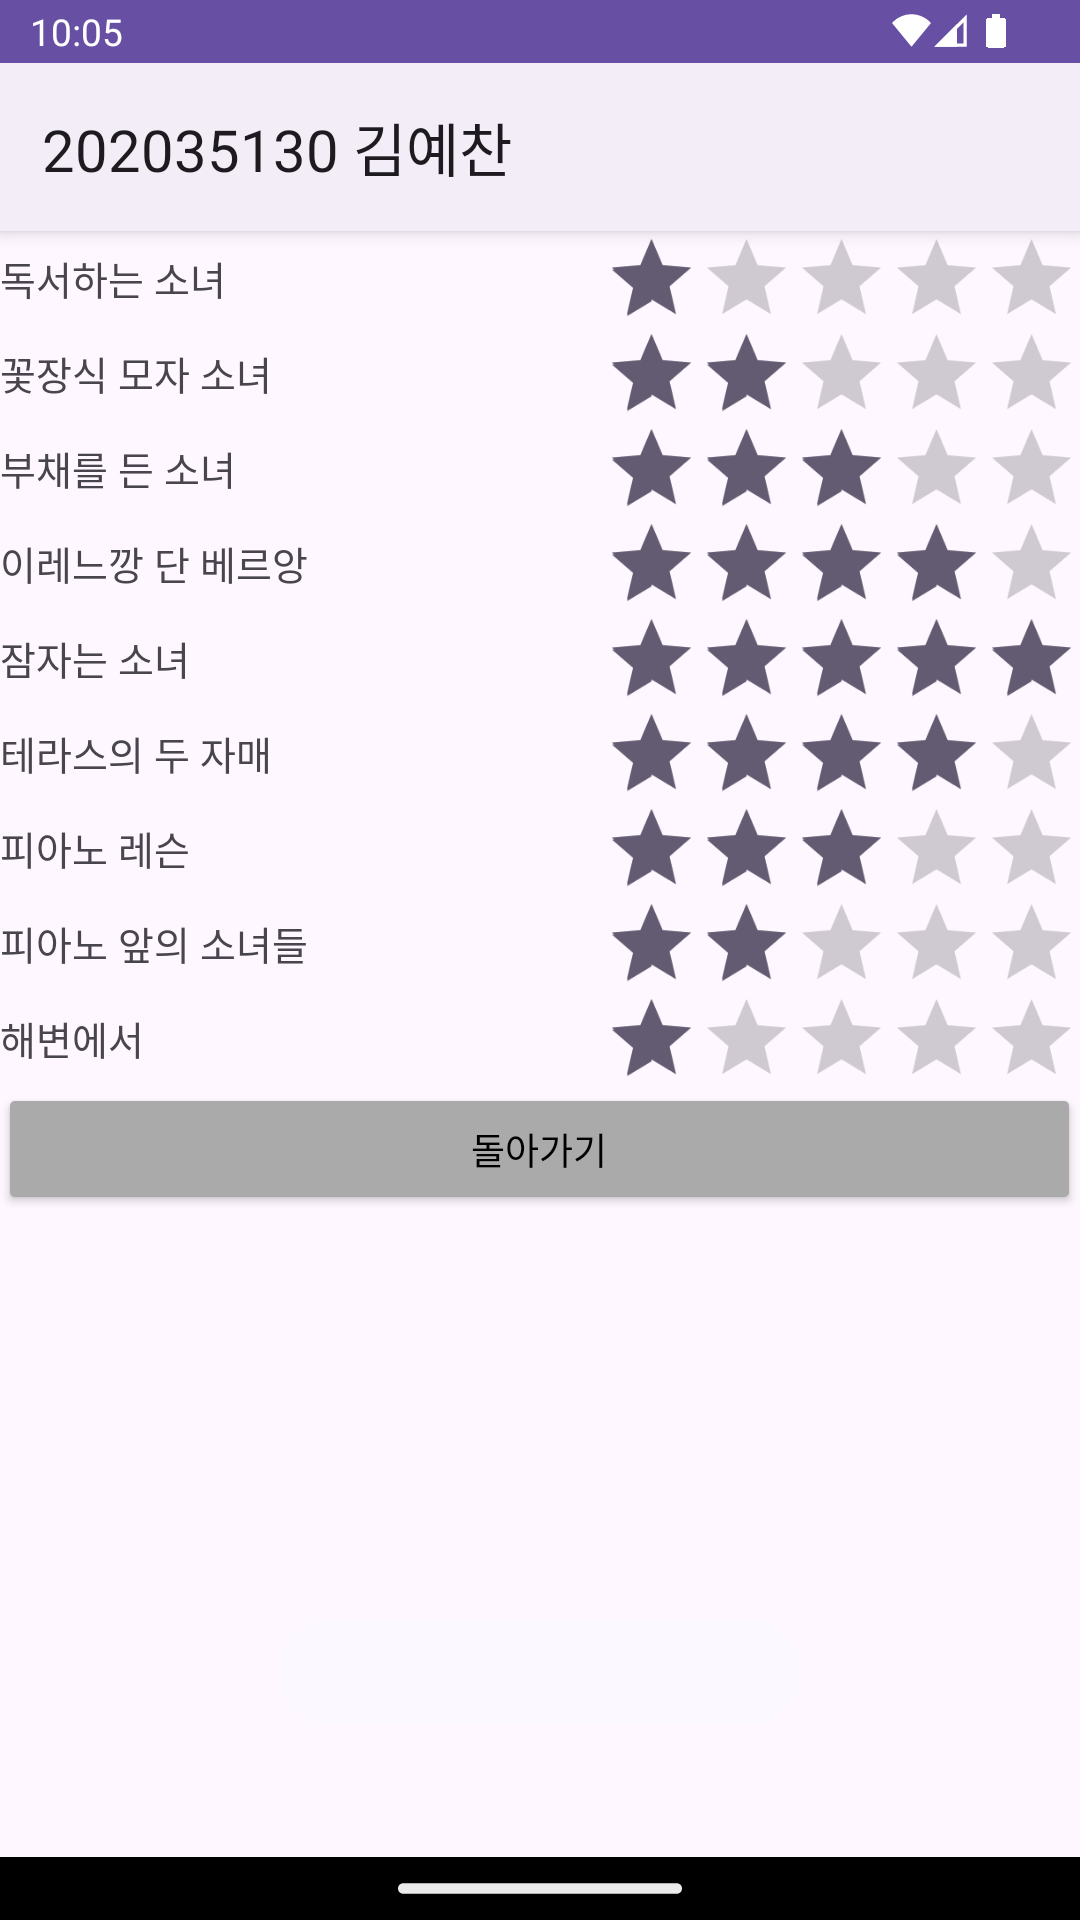 10:05
202035130 김예찬
독서하는 소녀
꽃장식 모자 소녀
부채를 든 소녀
이레느깡 단 베르앙
잠자는 소녀
테라스의 두 자매
피아노 레슨
피아노 앞의 소녀들
해변에서
돌아가기